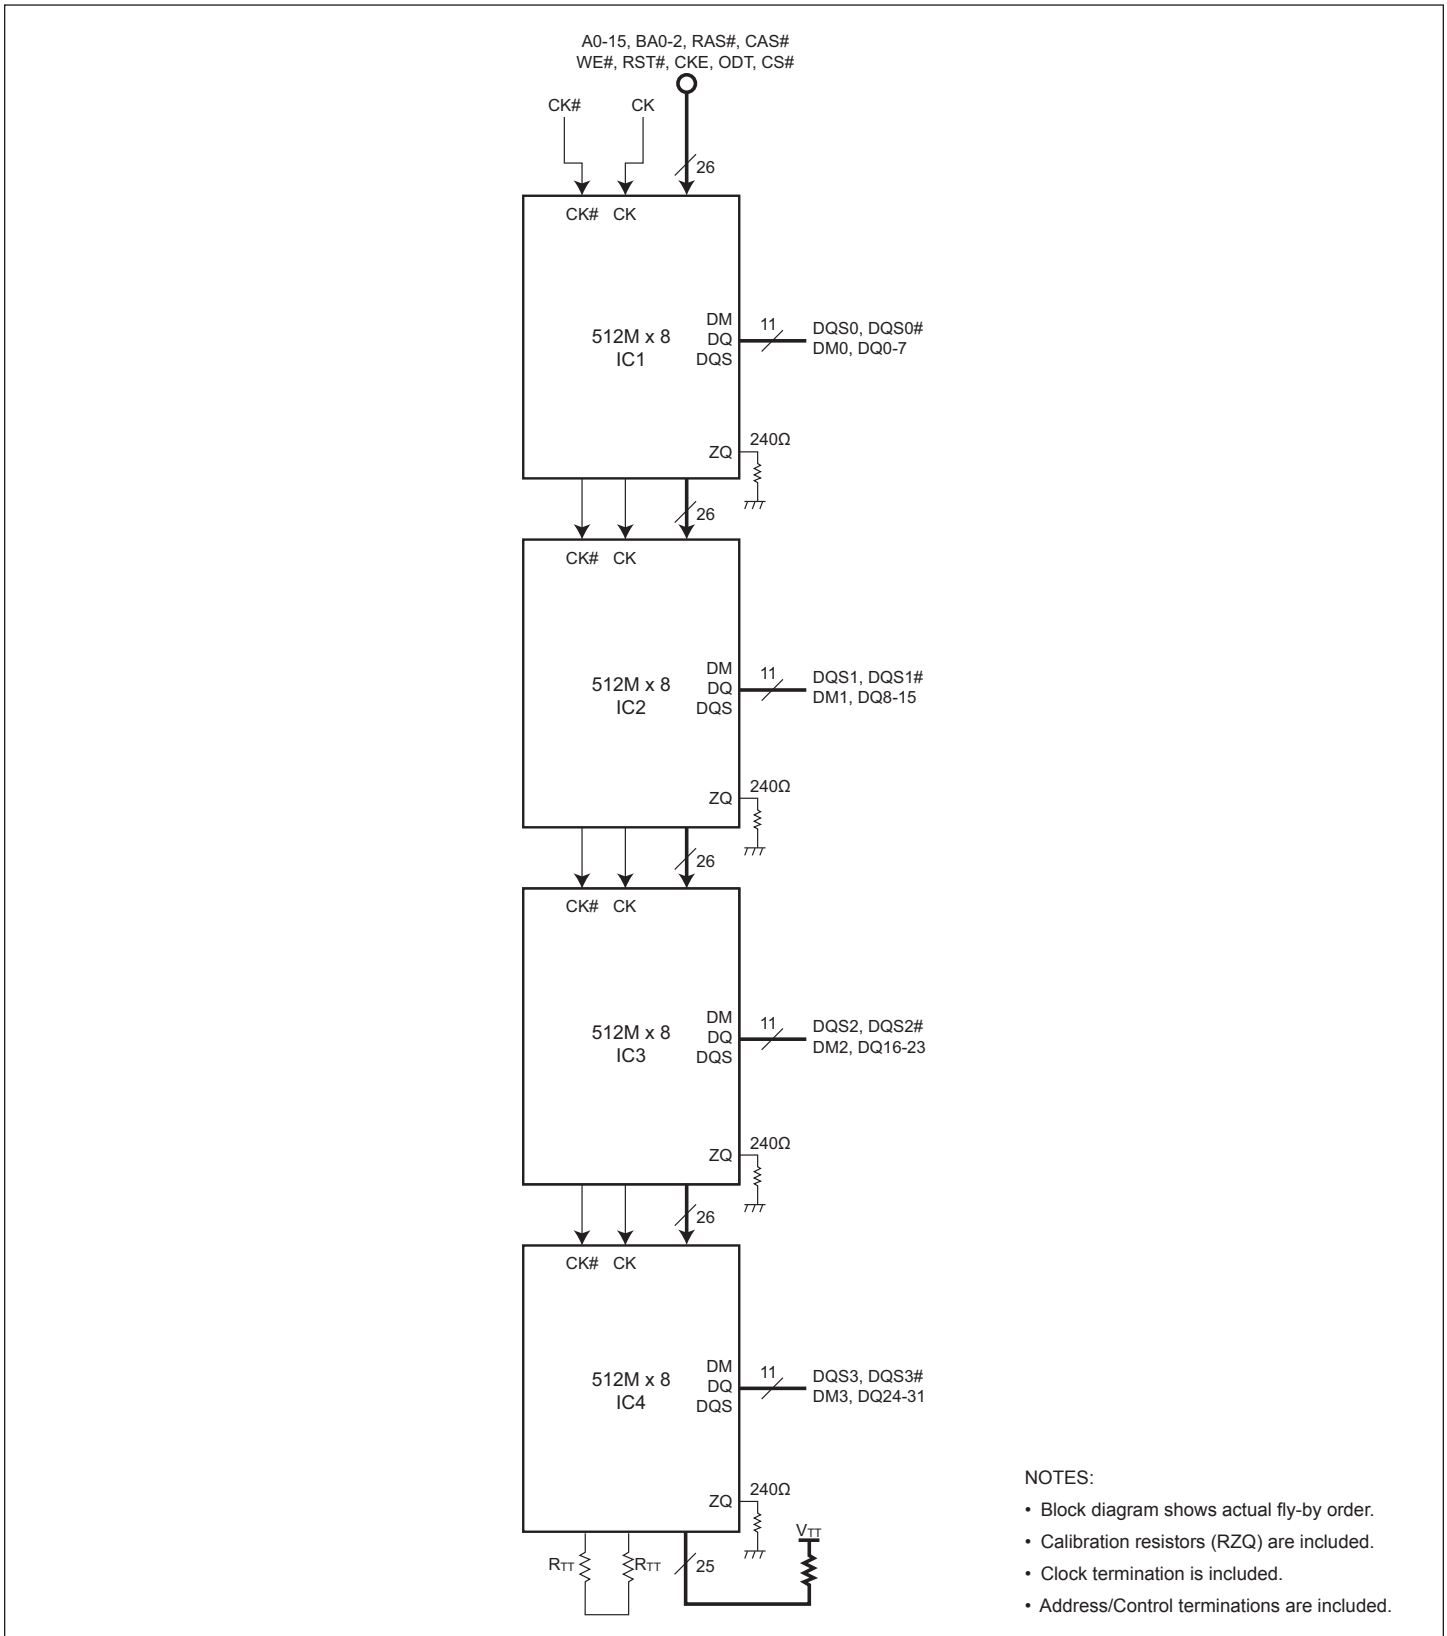 A0-15, BA0-2, RAS#, CAS#
WE#, RST#, CKE, ODT, CS#
CK# CK
26
CK# CK
DM
512M x 8
IC1
DQ
DQS
11
DQS0, DQS0#
DM0, DQ0-7
ZQ
240Ω
26
CK# CK
DM
512M x 8
IC2
DQ
DQS
11
DQS1, DQS1#
DM1, DQ8-15
ZQ
240Ω
26
CK# CK
DM
512M x 8
IC3
DQ
DQS
11
DQS2, DQS2#
DM2, DQ16-23
ZQ
240Ω
26
CK# CK
DM
512M x 8
IC4
DQ
DQS
11
DQS3, DQS3#
DM3, DQ24-31
ZQ
240Ω
VTT
RTT RTT
25
NOTES:
• Block diagram shows actual fly-by order.
• Calibration resistors (RZQ) are included.
• Clock termination is included.
• Address/Control terminations are included.